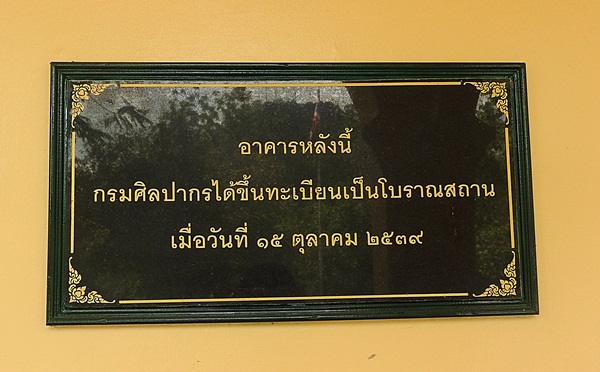 อาคารหลังนี้
กรมศิลปากรได้ขึ้นทะเบียนเป็นโบราณสถาน
เมื่อวันที่ ๑๕ ตุลาคม ๒๕๓๙